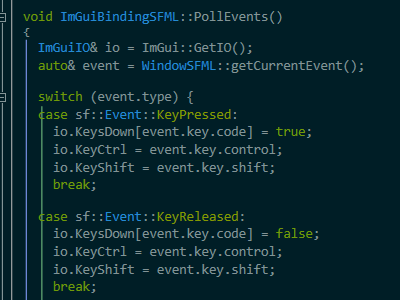 void ImGuiBindingSFML::PollEvents()
{
ImGuiIO& io = ImGui::GetIO();
auto& event = WindowSFML::getCurrentEvent();
switch (event.type) {
case sf::Event::KeyPressed:
io.KeysDown[event.key.code] = true;
io.KeyCtrl = event.key.control;
io.KeyShift = event.key.shift;
break;
case sf::Event::KeyReleased:
io.KeysDown[event.key.code] = false;
io.KeyCtrl = event.key.control;
io.KeyShift = event.key.shift;
break;